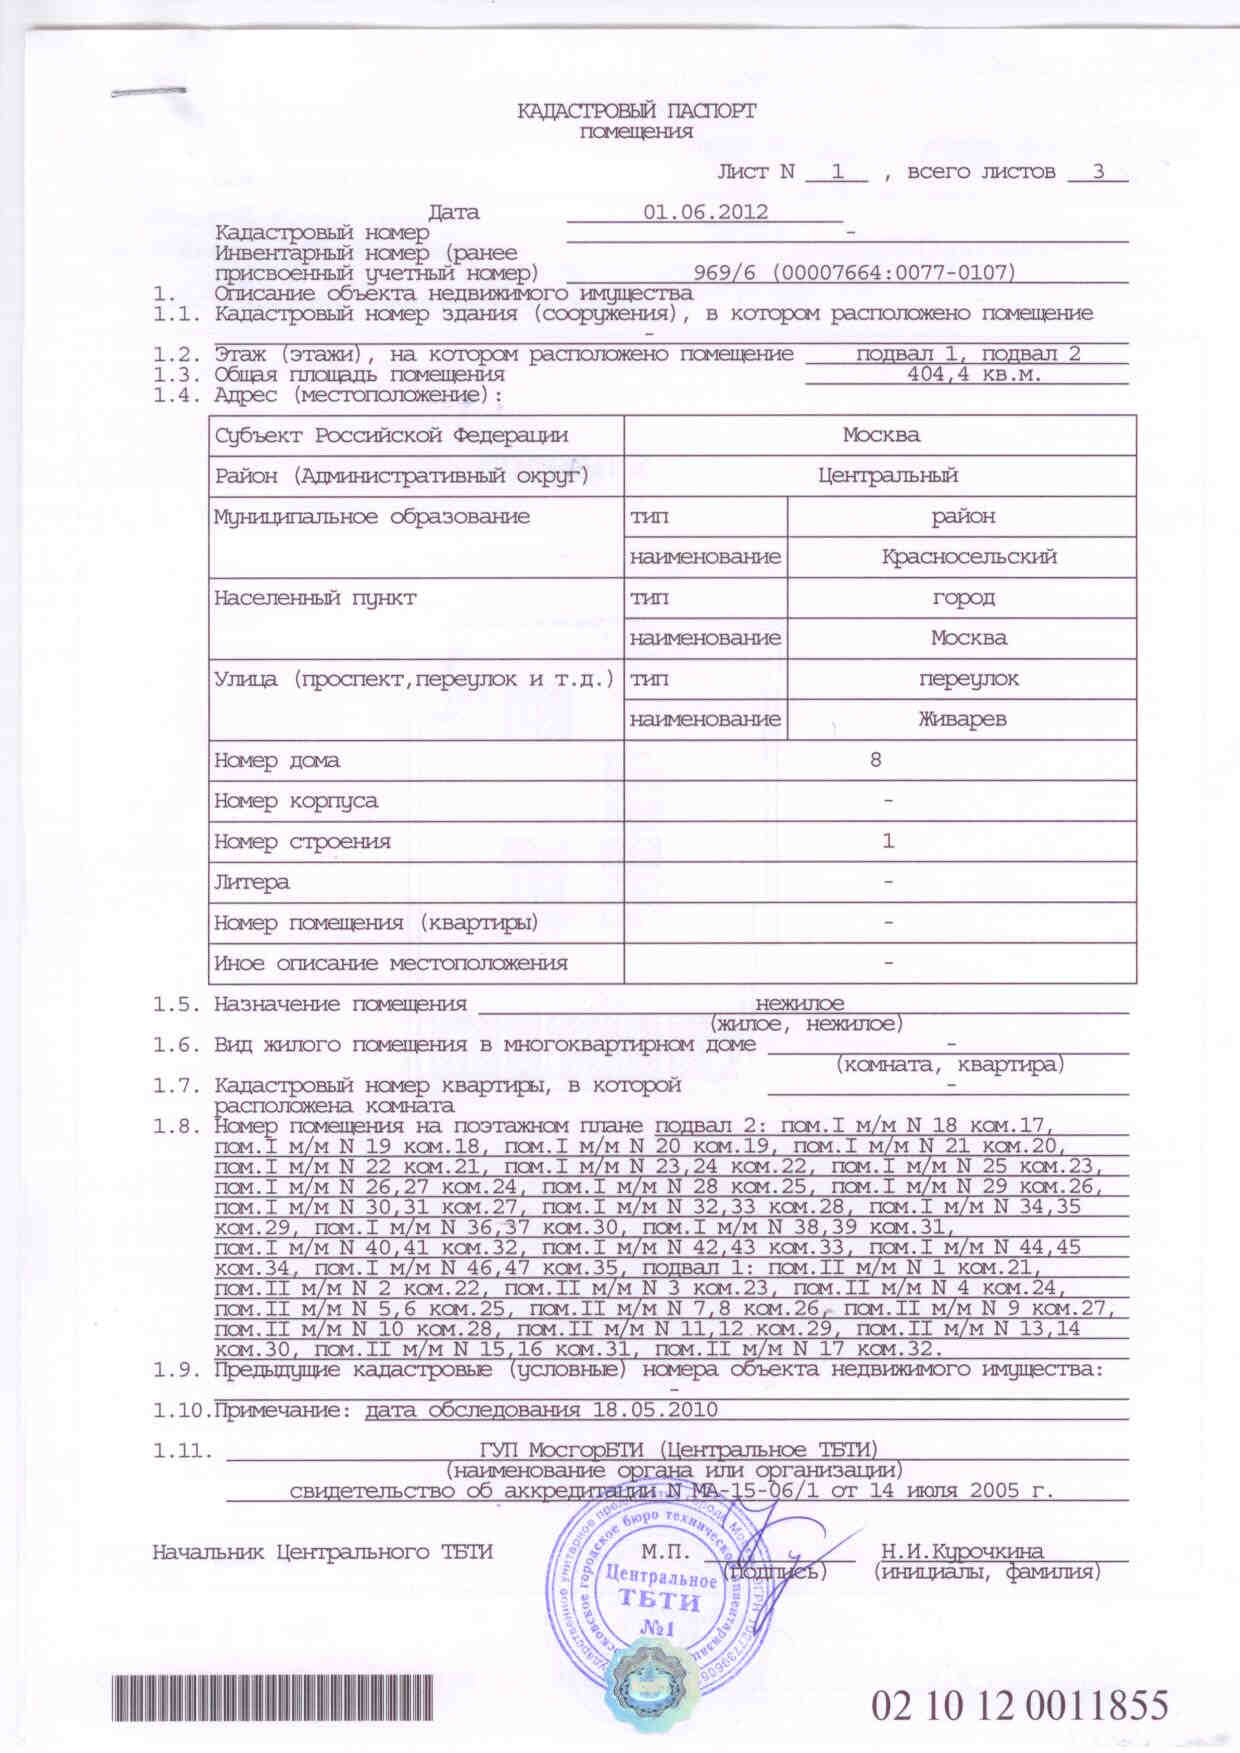 КАДАСТРОВЫЙ ПАСПОРТ
помещения
Лист N 1 , всего листов 3
Дата 01.06.2012
Кадастровый номер -
Инвентарный номер (ранее
присвоенный учетный номер) 969/6 (00007664:0077-0107)
1. Описание объекта недвижимого имущества
1.1. Кадастровый номер здания (сооружения), в котором расположено помещение
-
1.2. Этаж (этажи), на котором расположено помещение подвал 1, подвал 2
1.3. Общая площадь помещения 404,4 кв.м.
1.4. Адрес (местоположение):
Субъект Российской Федерации Москва
Район (Административный округ) Центральный
Муниципальное образование тип район
наименование Красносельский
Населенный пункт тип город
наименование Москва
Улица (проспект,переулок и т.д.) тип переулок
наименование Живарев
Номер дома 8
Номер корпуса -
Номер строения 1
Литера -
Номер помещения (квартиры) -
Иное описание местоположения -
1.5. Назначение помещения нежилое
(жилое, нежилое)
1.6. Вид жилого помещения в многоквартирном доме -
(комната, квартира)
1.7. Кадастровый номер квартиры, в которой -
расположена комната
1.8. Номер помещения на поэтажном плане подвал 2: пом.I м/м N 18 ком.17,
пом.I м/м N 19 ком.18, пом.I м/м N 20 ком.19, пом.I м/м N 21 ком.20,
пом.I м/м N 22 ком.21, пом.I м/м N 23,24 ком.22, пом.I м/м N 25 ком.23,
пом.I м/м N 26,27 ком.24, пом.I м/м N 28 ком.25, пом.I м/м N 29 ком.26,
пом.I м/м N 30,31 ком.27, пом.I м/м N 32,33 ком.28, пом.I м/м N 34,35
ком.29, пом.I м/м N 36,37 ком.30, пом.I м/м N 38,39 ком.31,
пом.I м/м N 40,41 ком.32, пом.I м/м N 42,43 ком.33, пом.I м/м N 44,45
ком.34, пом.I м/м N 46,47 ком.35, подвал 1: пом.II м/м N 1 ком.21,
пом.II м/м N 2 ком.22, пом.II м/м N 3 ком.23, пом.II м/м N 4 ком.24,
пом.II м/м N 5,6 ком.25, пом.II м/м N 7,8 ком.26, пом.II м/м N 9 ком.27,
пом.II м/м N 10 ком.28, пом.II м/м N 11,12 ком.29, пом.II м/м N 13,14
ком.30, пом.II м/м N 15,16 ком.31, пом.II м/м N 17 ком.32.
1.9. Предыдущие кадастровые (условные) номера объекта недвижимого имущества:
-
1.10.Примечание: дата обследования 18.05.2010
1.11. ГУП МосгорБТИ (Центральное ТБТИ)
(наименование органа или организации)
свидетельство об аккредитации N МА-15-06/1 от 14 июля 2005 г.
Начальник Центрального ТБТИ М.П. Н.И.Курочкина
(подпись) (инициалы, фамилия)
городское бюро технической
Центральное
ТБТИ
№1
02 10 12 0011855